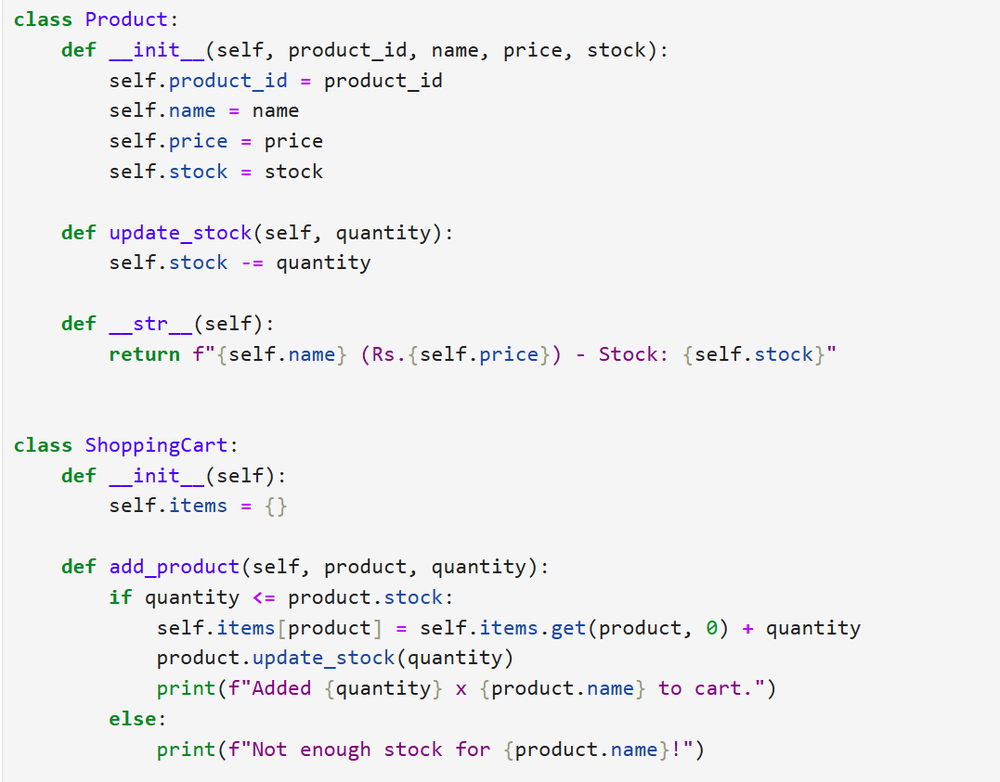 class Product:
    def __init__(self, product_id, name, price, stock):
        self.product_id = product_id
        self.name = name
        self.price = price
        self.stock = stock

    def update_stock(self, quantity):
        self.stock -= quantity

    def __str__(self):
        return f"{self.name} (Rs.{self.price}) - Stock: {self.stock}"


class ShoppingCart:
    def __init__(self):
        self.items = {}

    def add_product(self, product, quantity):
        if quantity <= product.stock:
            self.items[product] = self.items.get(product, 0) + quantity
            product.update_stock(quantity)
            print(f"Added {quantity} x {product.name} to cart.")
        else:
            print(f"Not enough stock for {product.name}!")